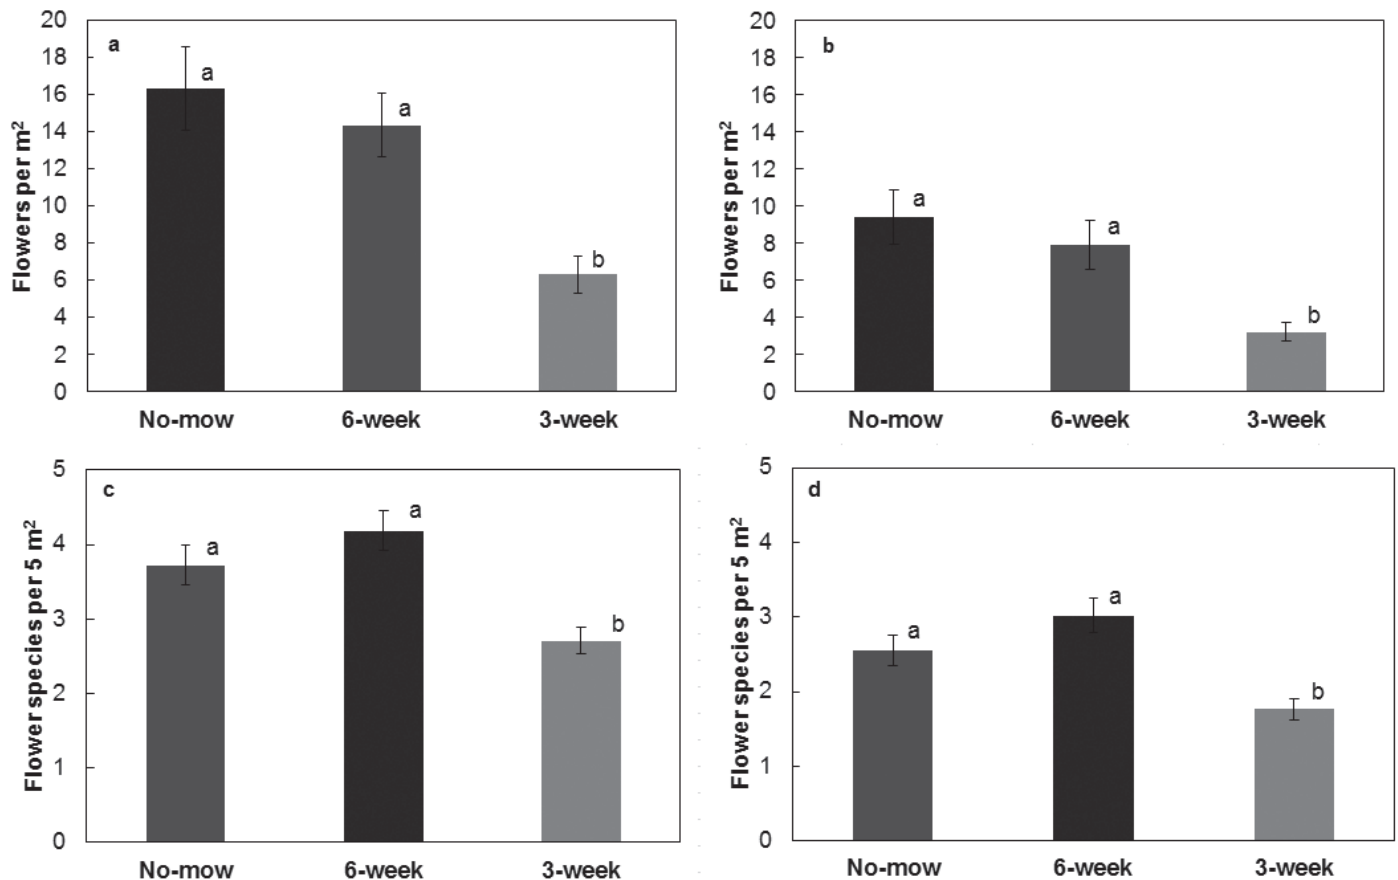 a
Flowers per m²
20
18
16
14
12
10
8
6
4
2
0
a
a
b
No-mow
6-week
3-week
b
Flowers per m²
20
18
16
14
12
10
8
6
4
2
0
a
a
b
No-mow
6-week
3-week
c
Flower species per 5 m²
5
4
3
2
1
0
a
a
b
No-mow
6-week
3-week
d
Flower species per 5 m²
5
4
3
2
1
0
a
a
b
No-mow
6-week
3-week